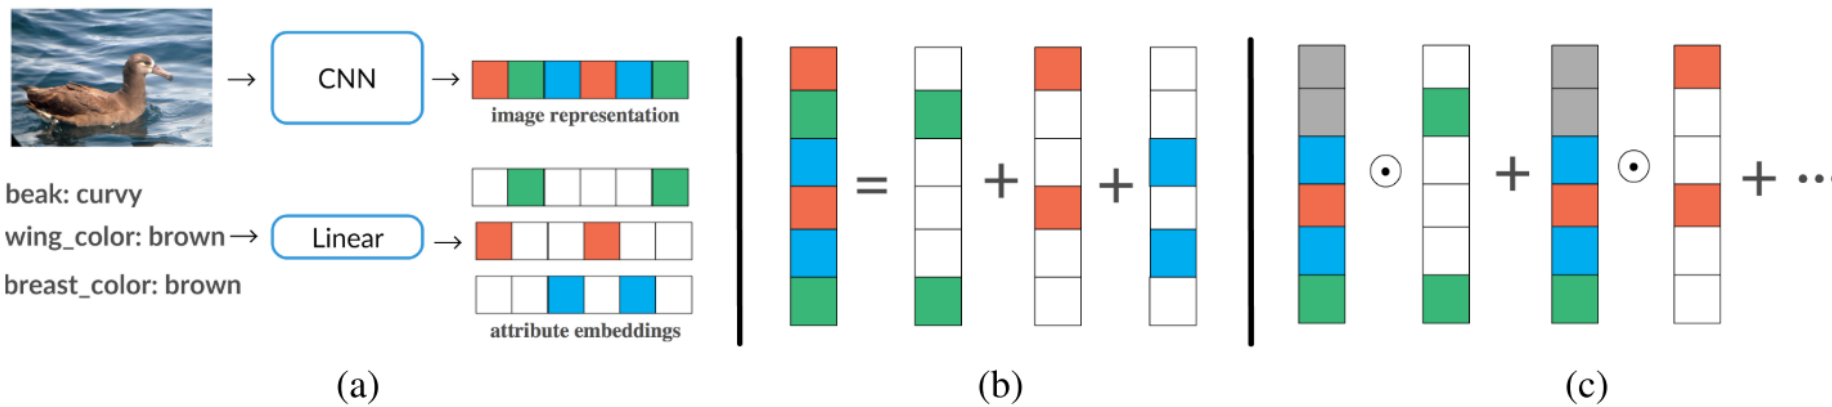 CNN
image representation
beak: curvy
wing_color: brown
breast_color: brown
Linear
attribute embeddings
(a)
= + +
(b)
⊙ + ⊙ + ...
(c)